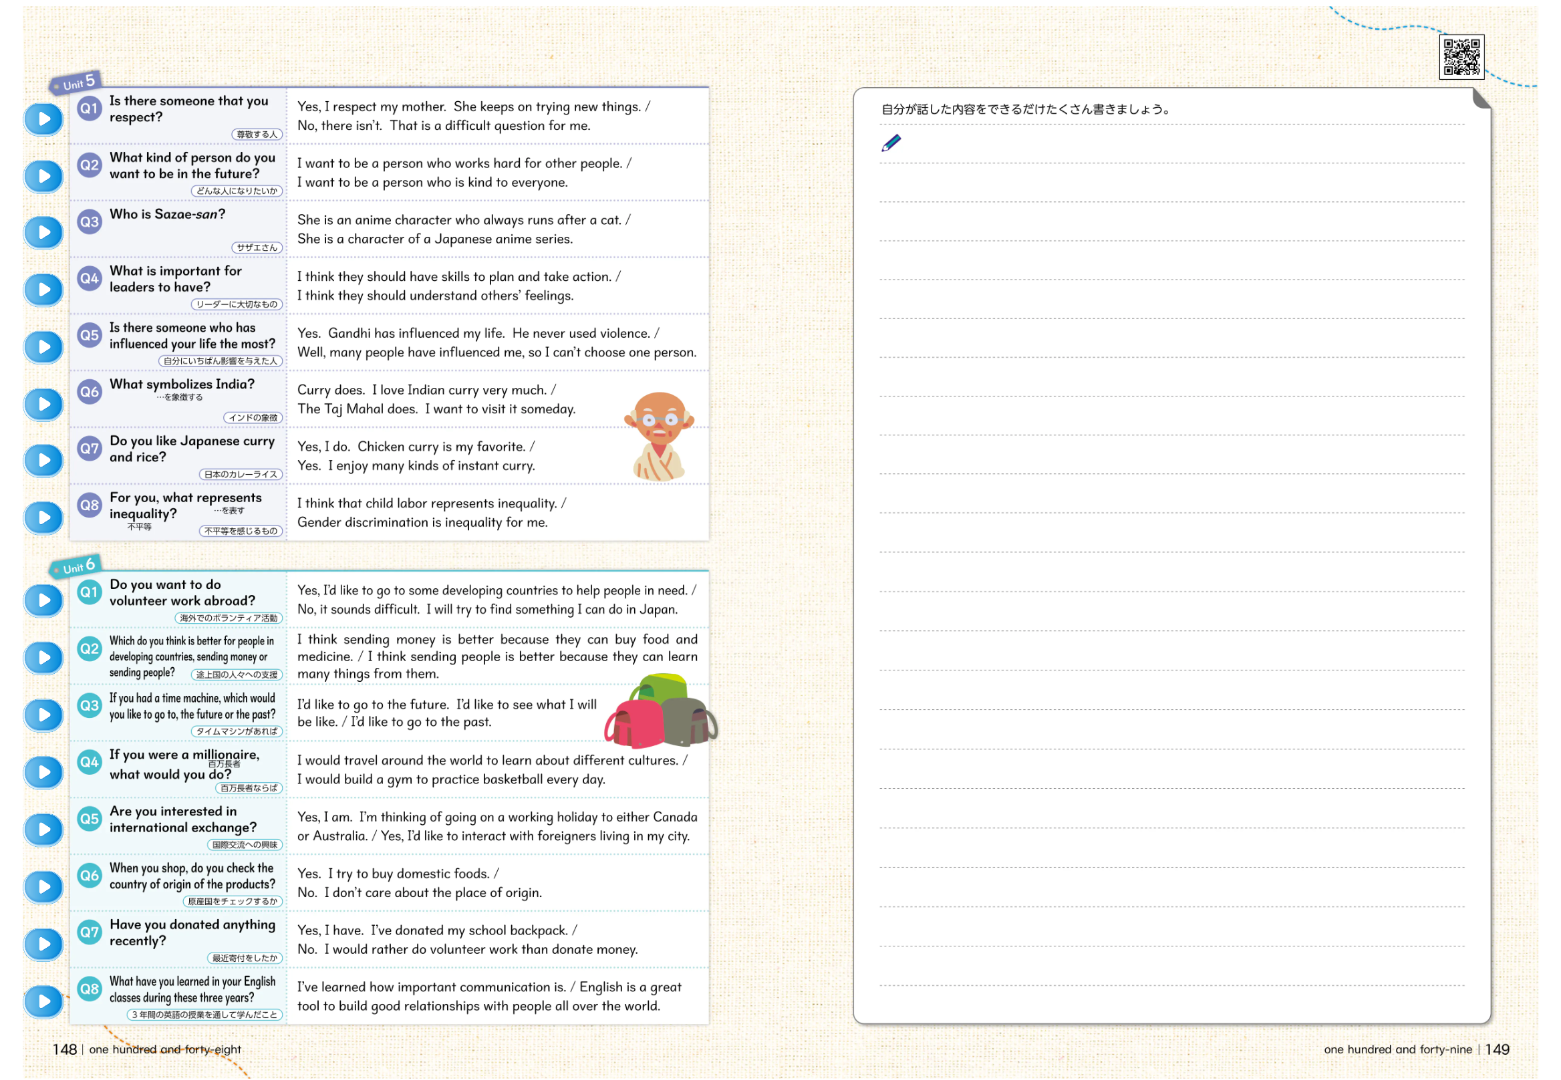 Unit 5
Q1
Is there someone that you
respect?
尊敬する人
Yes, I respect my mother. She keeps on trying new things. /
No, there isn't. That is a difficult question for me.
Q2
What kind of person do you
want to be in the future?
どんな人になりたいか
I want to be a person who works hard for other people. /
I want to be a person who is kind to everyone.
Q3
Who is Sazae-san?
サザエさん
She is an anime character who always runs after a cat. /
She is a character of a Japanese anime series.
Q4
What is important for
leaders to have?
リーダーに大切なもの
I think they should have skills to plan and take action. /
I think they should understand others' feelings.
Q5
Is there someone who has
influenced your life the most?
自分にいちばん影響を与えた人
Yes. Gandhi has influenced my life. He never used violence. /
Well, many people have influenced me, so I can't choose one person.
Q6
What symbolizes India?
…を象徴する
インドの象徴
Curry does. I love Indian curry very much. /
The Taj Mahal does. I want to visit it someday.
Q7
Do you like Japanese curry
and rice?
日本のカレーライス
Yes, I do. Chicken curry is my favorite. /
Yes. I enjoy many kinds of instant curry.
Q8
For you, what represents
…を表す
inequality?
不平等
不平等を感じるもの
I think that child labor represents inequality. /
Gender discrimination is inequality for me.
Unit 6
Q1
Do you want to do
volunteer work abroad?
海外でのボランティア活動
Yes, I'd like to go to some developing countries to help people in need. /
No, it sounds difficult. I will try to find something I can do in Japan.
Q2
Which do you think is better for people in
developing countries, sending money or
sending people?
途上国の人々への支援
I think sending money is better because they can buy food and
medicine. / I think sending people is better because they can learn
many things from them.
Q3
If you had a time machine, which would
you like to go to, the future or the past?
タイムマシンがあれば
I'd like to go to the future. I'd like to see what I will
be like. / I'd like to go to the past.
Q4
If you were a millionaire,
百万長者
what would you do?
百万長者ならば
I would travel around the world to learn about different cultures. /
I would build a gym to practice basketball every day.
Q5
Are you interested in
international exchange?
国際交流への興味
Yes, I am. I'm thinking of going on a working holiday to either Canada
or Australia. / Yes, I'd like to interact with foreigners living in my city.
Q6
When you shop, do you check the
country of origin of the products?
原産国をチェックするか
Yes. I try to buy domestic foods. /
No. I don't care about the place of origin.
Q7
Have you donated anything
recently?
最近寄付をしたか
Yes, I have. I've donated my school backpack. /
No. I would rather do volunteer work than donate money.
Q8
What have you learned in your English
classes during these three years?
3年間の英語の授業を通して学んだこと
I've learned how important communication is. / English is a great
tool to build good relationships with people all over the world.
148 | one hundred and forty-eight
自分が話した内容をできるだけたくさん書きましょう。
one hundred and forty-nine | 149